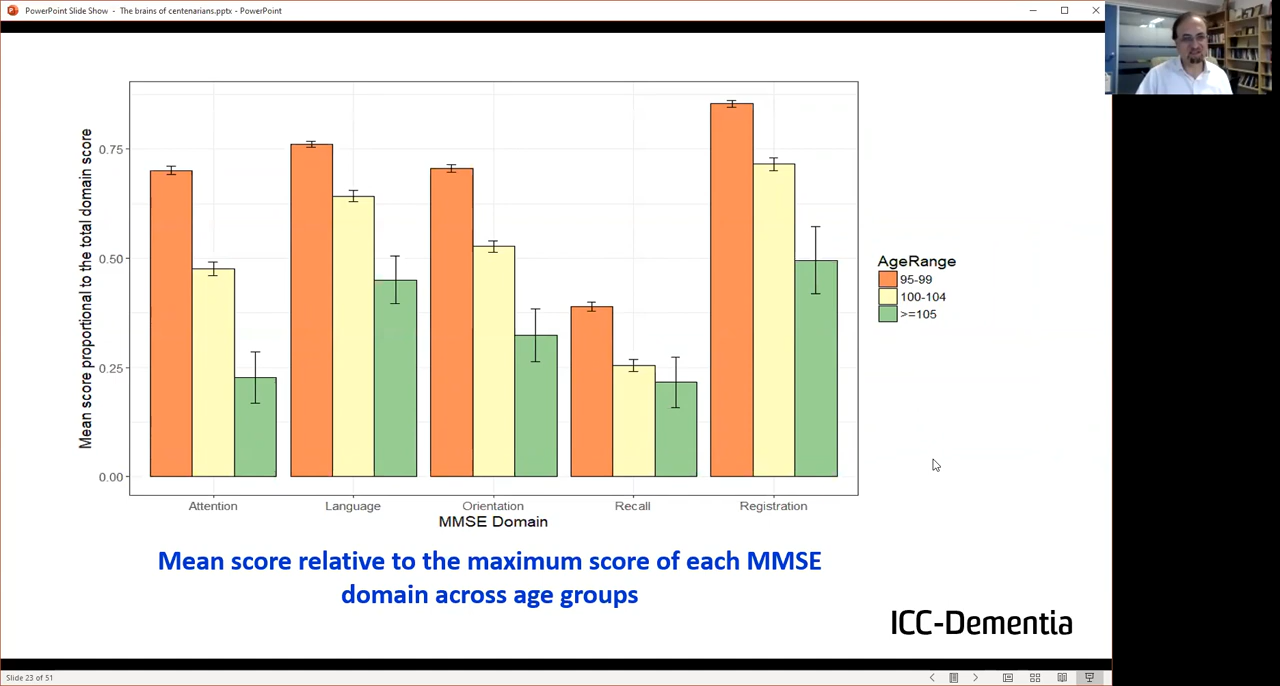 PowerPoint Slide Show - The brains of centenarians.pptx - PowerPoint
Mean score proportional to the total domain score
0.75
0.50
0.25
0.00
Attention Language Orientation Recall Registration
MMSE Domain
AgeRange
95-99
100-104
>=105
Mean score relative to the maximum score of each MMSE
domain across age groups
ICC-Dementia
Slide 23 of 51